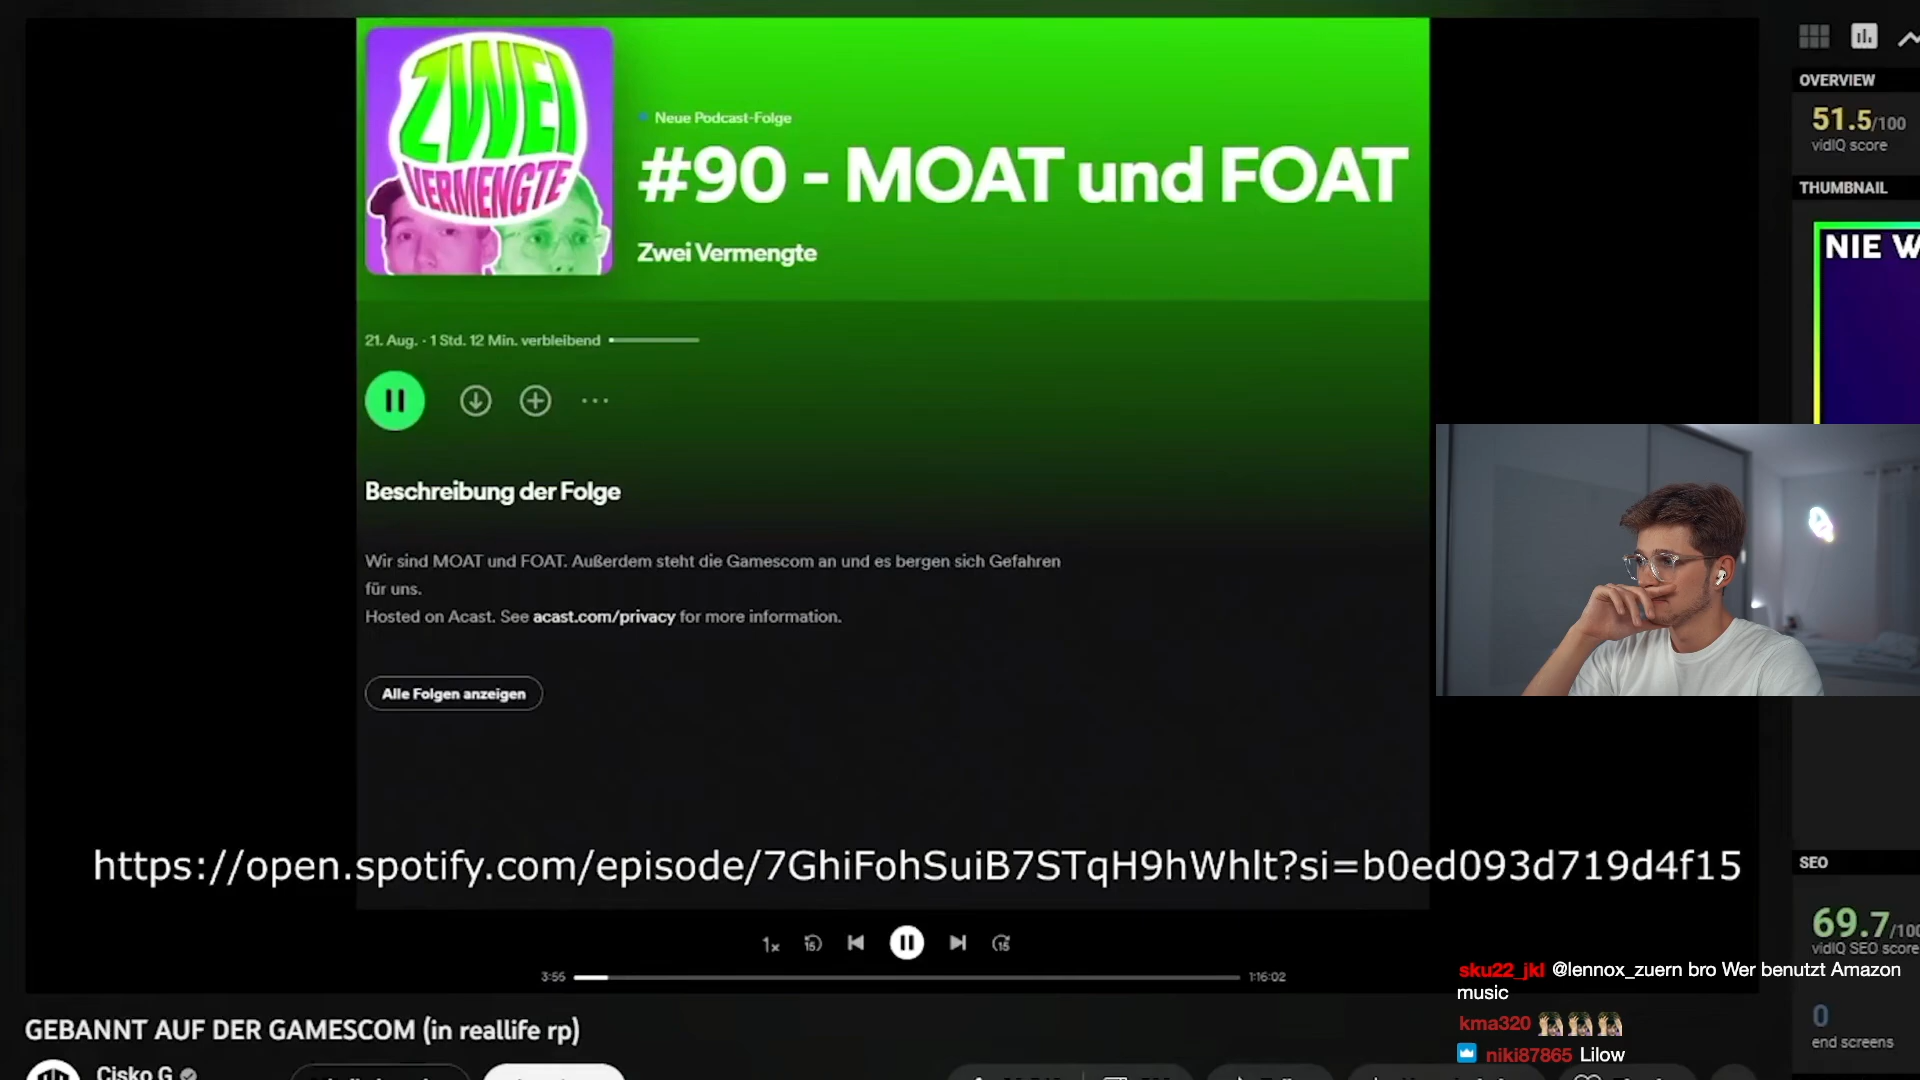 ZWEI
VERMENGTE
Neue Podcast-Folge
#90 - MOAT und FOAT
Zwei Vermengte
21. Aug. · 1 Std. 12 Min. verbleibend
Beschreibung der Folge
Wir sind MOAT und FOAT. Außerdem steht die Gamescom an und es bergen sich Gefahren
für uns.
Hosted on Acast. See acast.com/privacy for more information.
Alle Folgen anzeigen
https://open.spotify.com/episode/7GhiFohSuiB7STqH9hWhlt?si=b0ed093d719d4f15
1x
15
15
3:56
1:16:02
GEBANNT AUF DER GAMESCOM (in reallife rp)
Cisko G
OVERVIEW
51.5/100
vidIQ score
THUMBNAIL
NIE W
SEO
69.7/100
vidIQ SEO score
0
end screens
sku22_jkl @lennox_zuern bro Wer benutzt Amazon
music
kma320
niki87865 Lilow